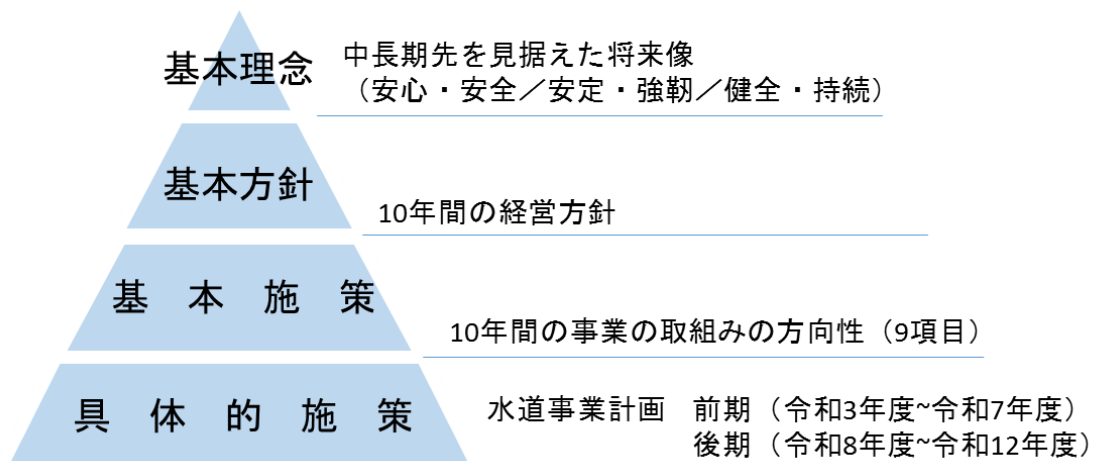 基本理念
中長期先を見据えた将来像
（安心・安全／安定・強靭／健全・持続）
基本方針
10年間の経営方針
基 本 施 策
10年間の事業の取組みの方向性（9項目）
具 体 的 施 策
水道事業計画 前期（令和3年度~令和7年度）
後期（令和8年度~令和12年度）